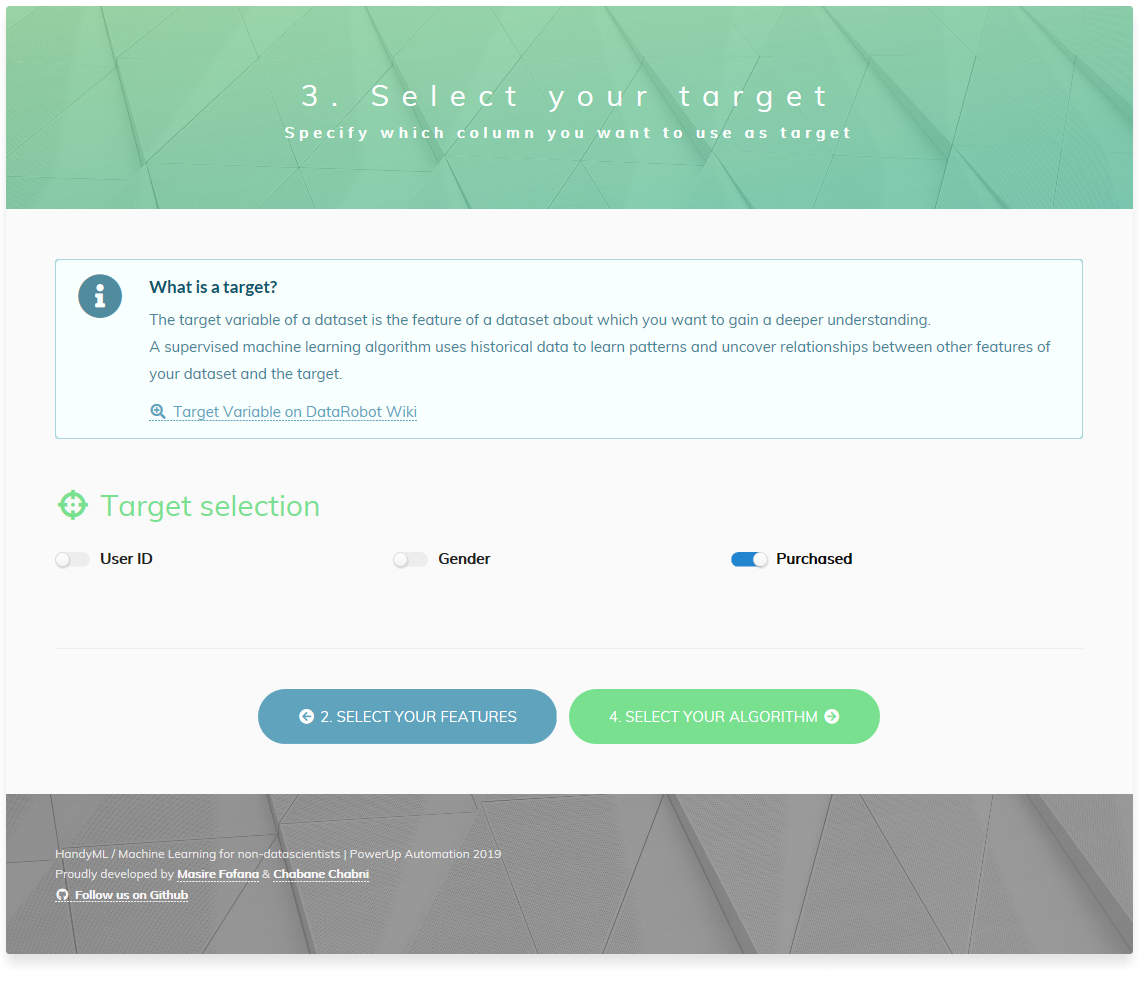 3. Select your target
Specify which column you want to use as target
What is a target?
The target variable of a dataset is the feature of a dataset about which you want to gain a deeper understanding.
A supervised machine learning algorithm uses historical data to learn patterns and uncover relationships between other features of
your dataset and the target.
Target Variable on DataRobot Wiki
Target selection
User ID Gender Purchased
2. SELECT YOUR FEATURES 4. SELECT YOUR ALGORITHM
HandyML / Machine Learning for non-datascientists | PowerUp Automation 2019
Proudly developed by Masire Fofana & Chabane Chabni
Follow us on Github